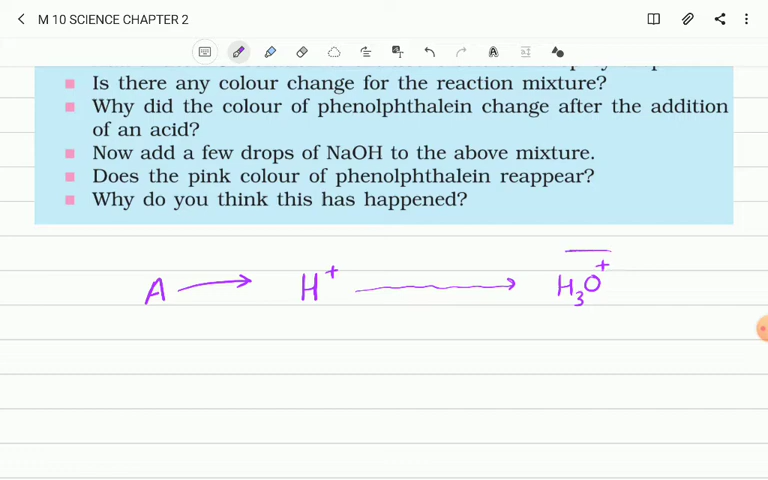 M 10 SCIENCE CHAPTER 2
Is there any colour change for the reaction mixture?
Why did the colour of phenolphthalein change after the addition
of an acid?
Now add a few drops of NaOH to the above mixture.
Does the pink colour of phenolphthalein reappear?
Why do you think this has happened?
A → H⁺ → H₃O⁺